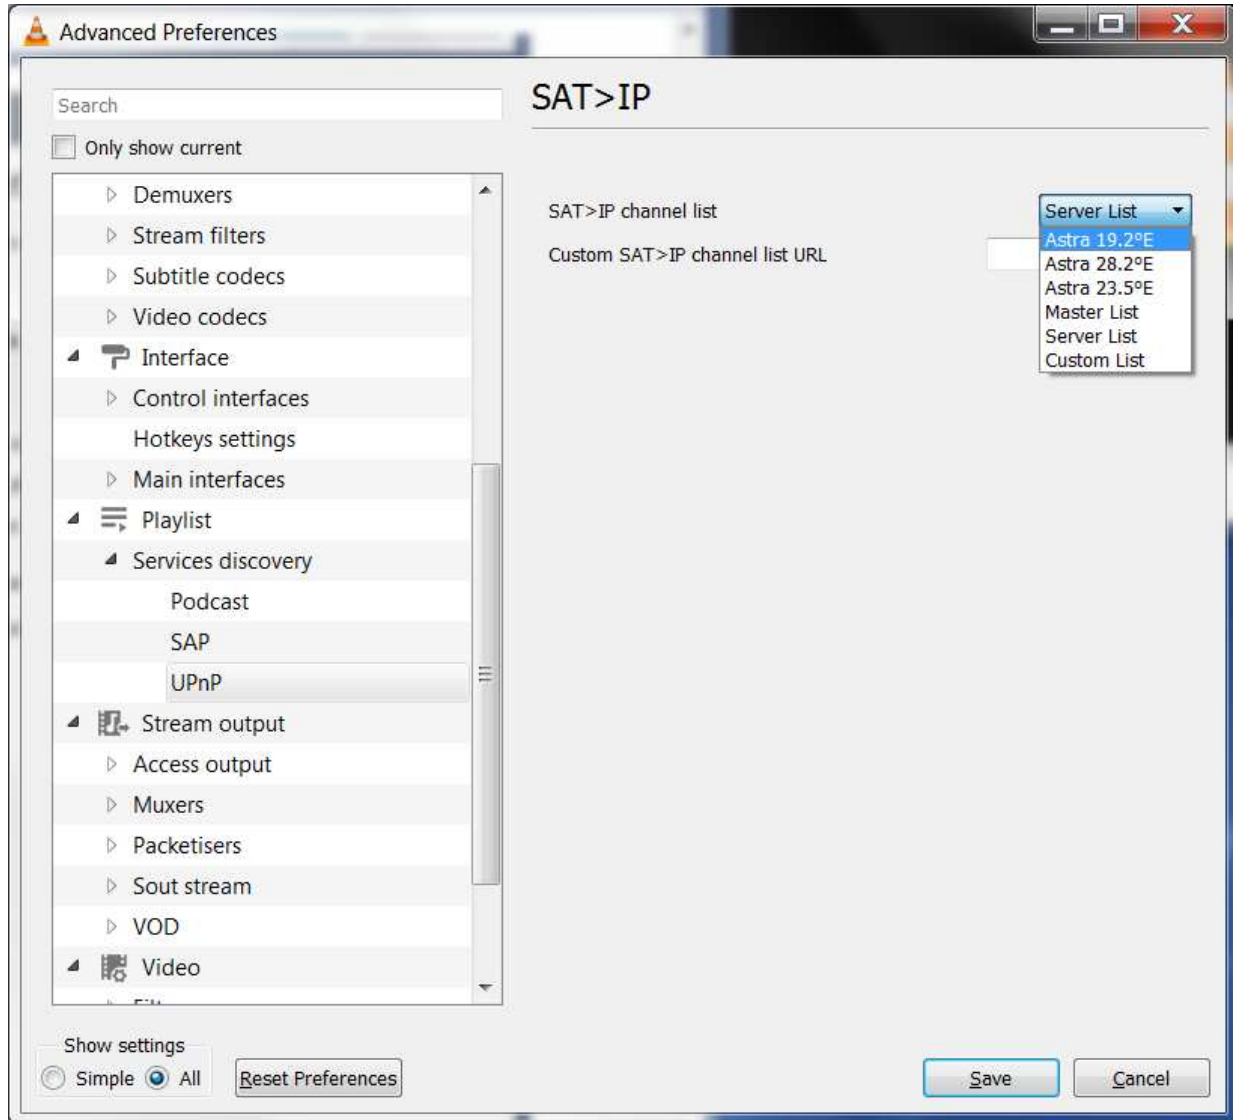 Advanced Preferences
Search
Only show current
Demuxers
Stream filters
Subtitle codecs
Video codecs
Interface
Control interfaces
Hotkeys settings
Main interfaces
Playlist
Services discovery
Podcast
SAP
UPnP
Stream output
Access output
Muxers
Packetisers
Sout stream
VOD
Video
SAT>IP
SAT>IP channel list
Server List
Custom SAT>IP channel list URL
Astra 19.2ºE
Astra 28.2ºE
Astra 23.5ºE
Master List
Server List
Custom List
Show settings
Simple All
Reset Preferences
Save
Cancel